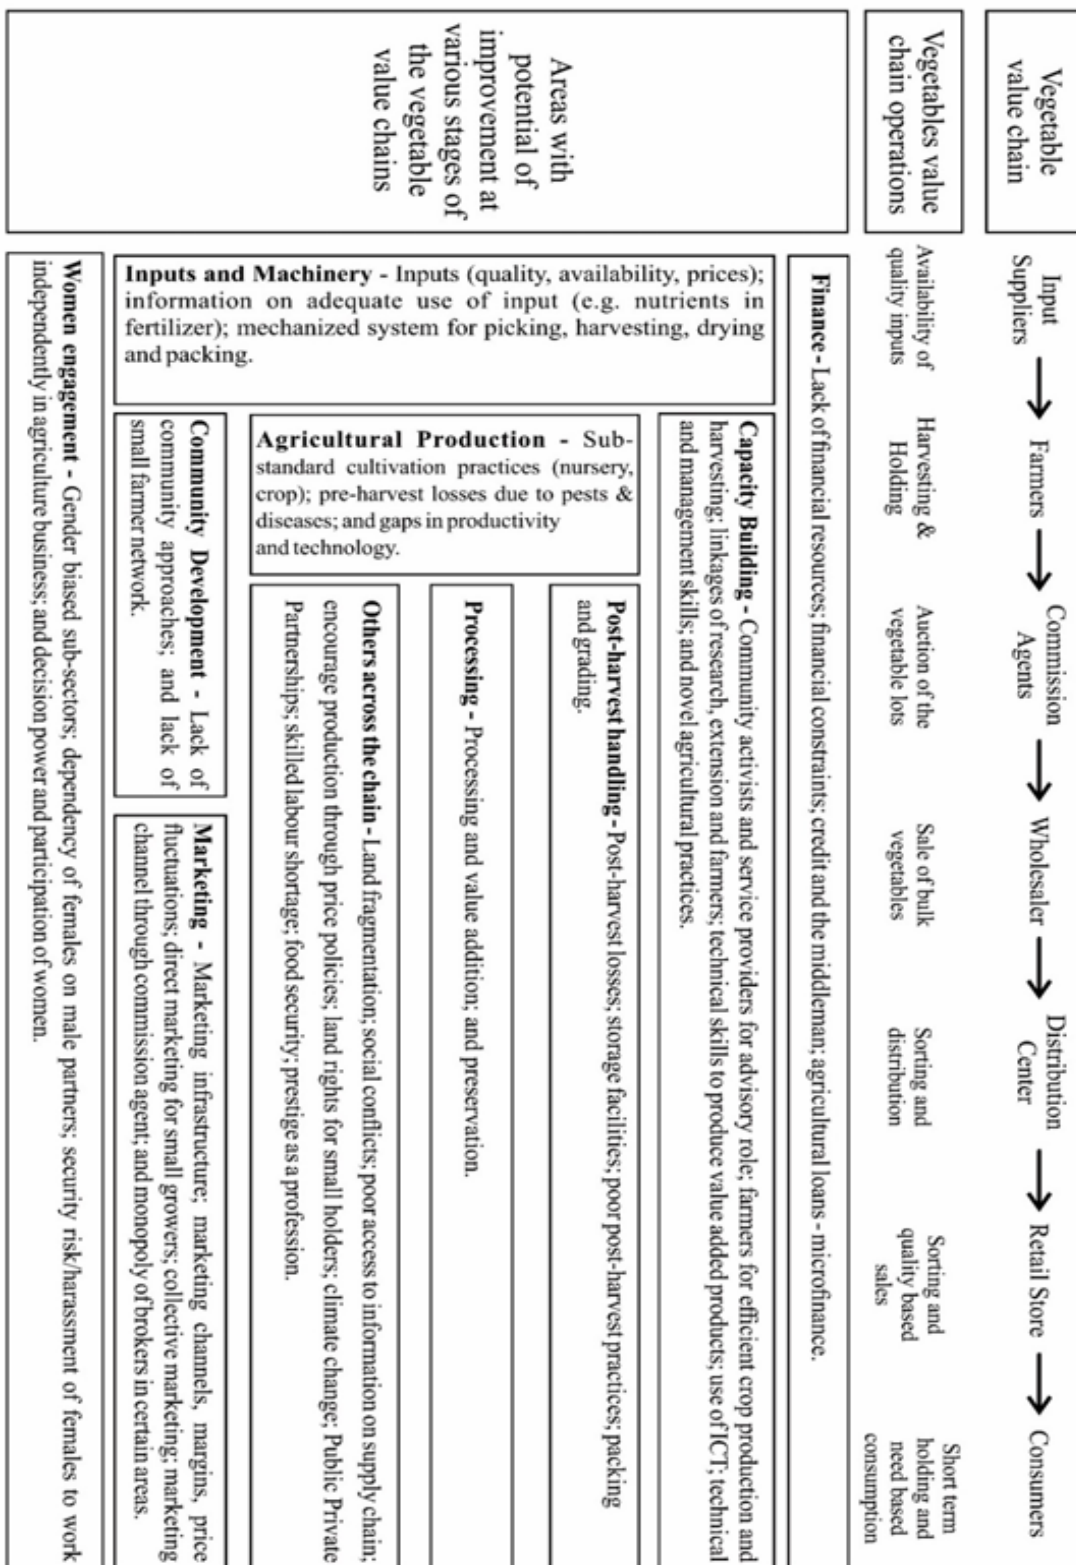 Vegetable
value chain
Input
Suppliers
Farmers
Commission
Agents
Wholesaler
Distribution
Center
Retail Store
Consumers
Vegetables value
chain operations
Availability of
quality inputs
Harvesting &
Holding
Auction of the
vegetable lots
Sale of bulk
vegetables
Sorting and
distribution
Sorting and
quality based
sales
Short term
holding and
need based
consumption
Areas with
potential of
improvement at
various stages of
the vegetable
value chains
Finance - Lack of financial resources; financial constraints; credit and the middleman; agricultural loans - microfinance.
Inputs and Machinery - Inputs (quality, availability, prices);
information on adequate use of input (e.g. nutrients in
fertilizer); mechanized system for picking, harvesting, drying
and packing.
Capacity Building - Community activists and service providers for advisory role; farmers for efficient crop production and
harvesting; linkages of research, extension and farmers; technical skills to produce value added products; use of ICT; technical
and management skills; and novel agricultural practices.
Agricultural Production - Sub-
standard cultivation practices (nursery,
crop); pre-harvest losses due to pests &
diseases; and gaps in productivity
and technology.
Post-harvest handling - Post-harvest losses; storage facilities; poor post-harvest practices; packing
and grading.
Processing - Processing and value addition; and preservation.
Others across the chain - Land fragmentation; social conflicts; poor access to information on supply chain;
encourage production through price policies; land rights for small holders; climate change; Public Private
Partnerships; skilled labour shortage; food security; prestige as a profession.
Community Development - Lack of
community approaches; and lack of
small farmer network.
Marketing - Marketing infrastructure; marketing channels, margins, price
fluctuations; direct marketing for small growers; collective marketing; marketing
channel through commission agent; and monopoly of brokers in certain areas.
Women engagement - Gender biased sub-sectors; dependency of females on male partners; security risk/harassment of females to work
independently in agriculture business; and decision power and participation of women.